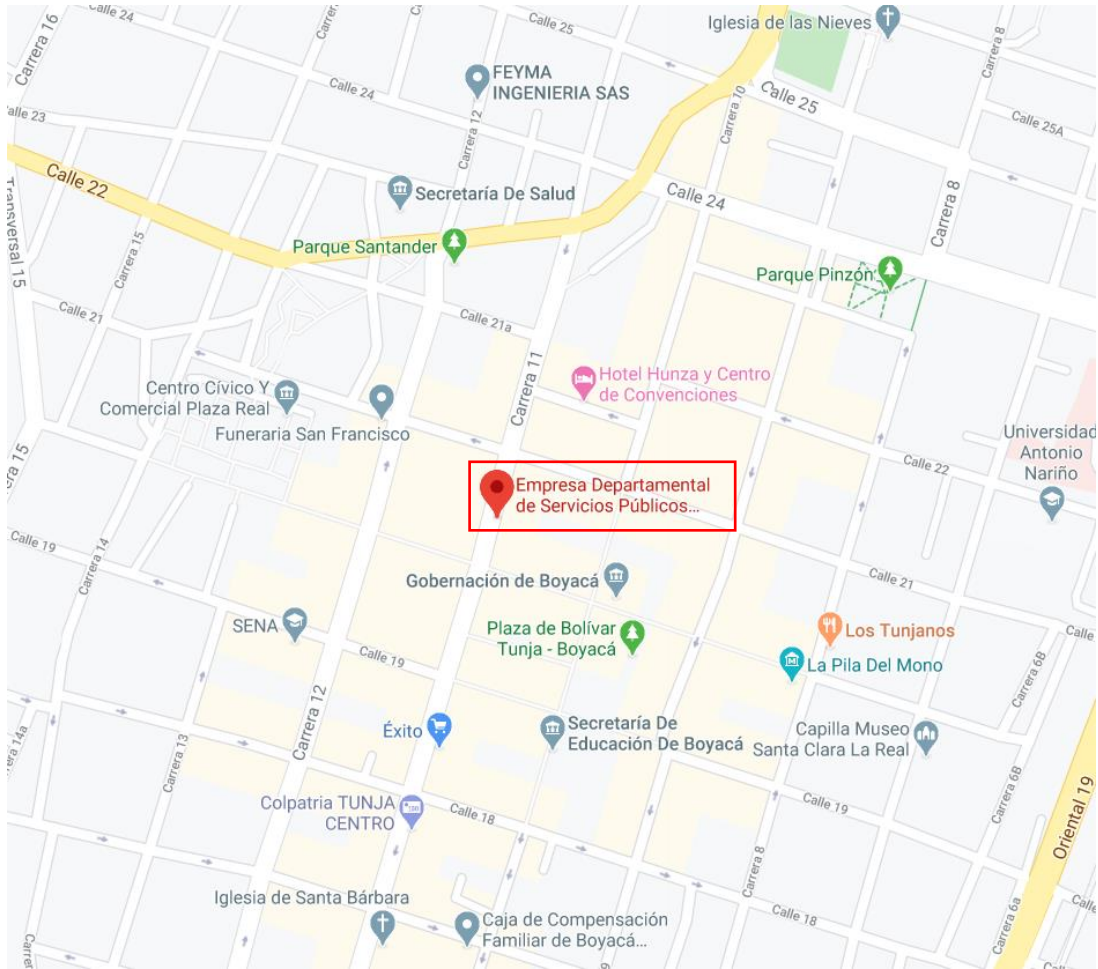 Calle 24
Calle 25
Iglesia de las Nieves
Carrera 16
Carrera 8
FEYMA
INGENIERIA SAS
Calle 24
Calle 25
Carrera 10
Calle 25A
Calle 23
Carrera 12
Calle 22
Secretaría De Salud
Calle 24
Carrera 8
Transversal 15
Carrera 15
Parque Santander
Parque Pinzón
Calle 21
Calle 21a
Carrera 11
Hotel Hunza y Centro
de Convenciones
Centro Cívico Y
Comercial Plaza Real
Funeraria San Francisco
Universidad
Antonio
Nariño
Calle 22
Empresa Departamental
de Servicios Públicos...
Calle 19
Carrera 14
Gobernación de Boyacá
Calle 21
SENA
Plaza de Bolívar
Tunja - Boyacá
Los Tunjanos
Calle
La Pila Del Mono
Calle 19
Carrera 6B
Carrera 12
Éxito
Secretaría De
Educación De Boyacá
Capilla Museo
Santa Clara La Real
Carrera 13
Carrera 6B
Colpatria TUNJA
CENTRO
Calle 18
Calle 19
Oriental 19
Carrera 8
Iglesia de Santa Bárbara
Caja de Compensación
Familiar de Boyacá...
Calle 18
Carrera 6a
Calle